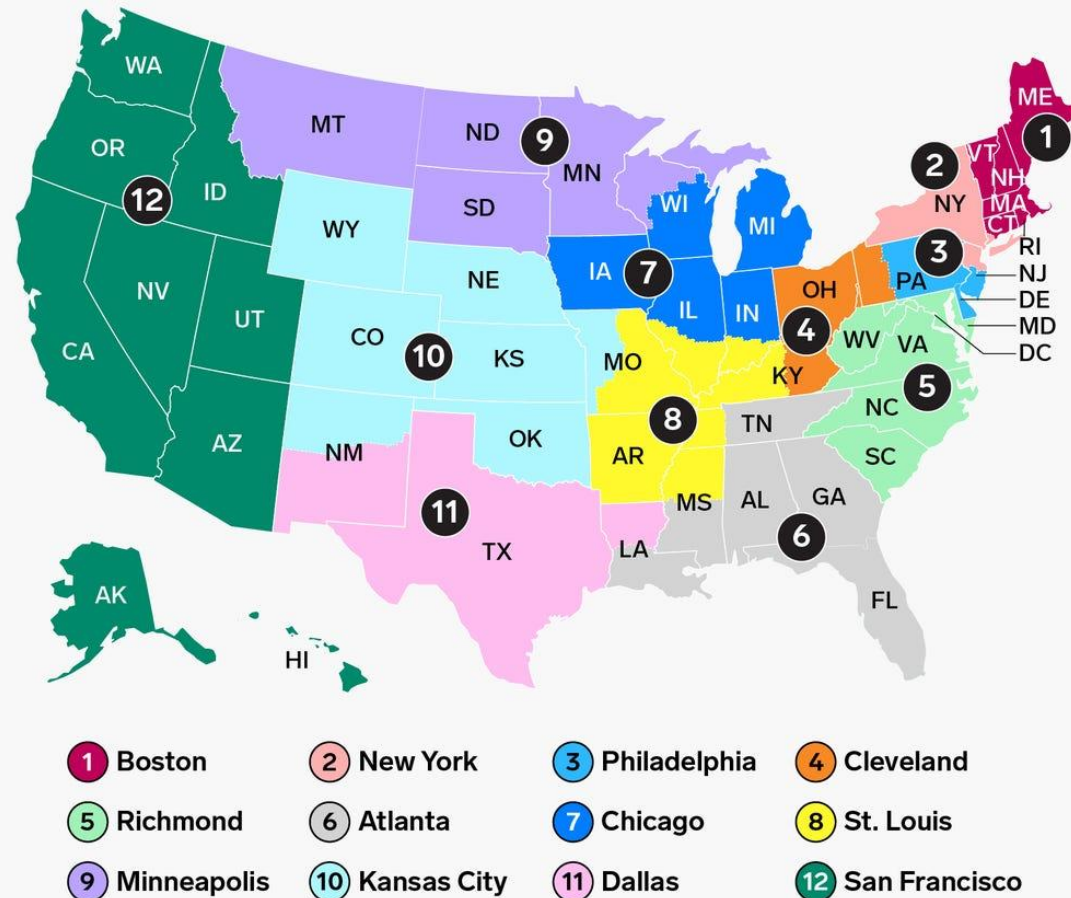 WA
ME
MT
ND
9
MN
1
OR
2
VT
NH
12
ID
SD
WI
MI
NY
MA
CT
WY
RI
3
IA
7
NJ
NE
PA
NV
OH
DE
UT
IL
IN
4
MD
CO
10
KS
WV
VA
DC
CA
MO
KY
5
8
NC
TN
AZ
NM
OK
AR
SC
11
MS
AL
GA
TX
LA
6
AK
FL
HI
1 Boston
2 New York
3 Philadelphia
4 Cleveland
5 Richmond
6 Atlanta
7 Chicago
8 St. Louis
9 Minneapolis
10 Kansas City
11 Dallas
12 San Francisco